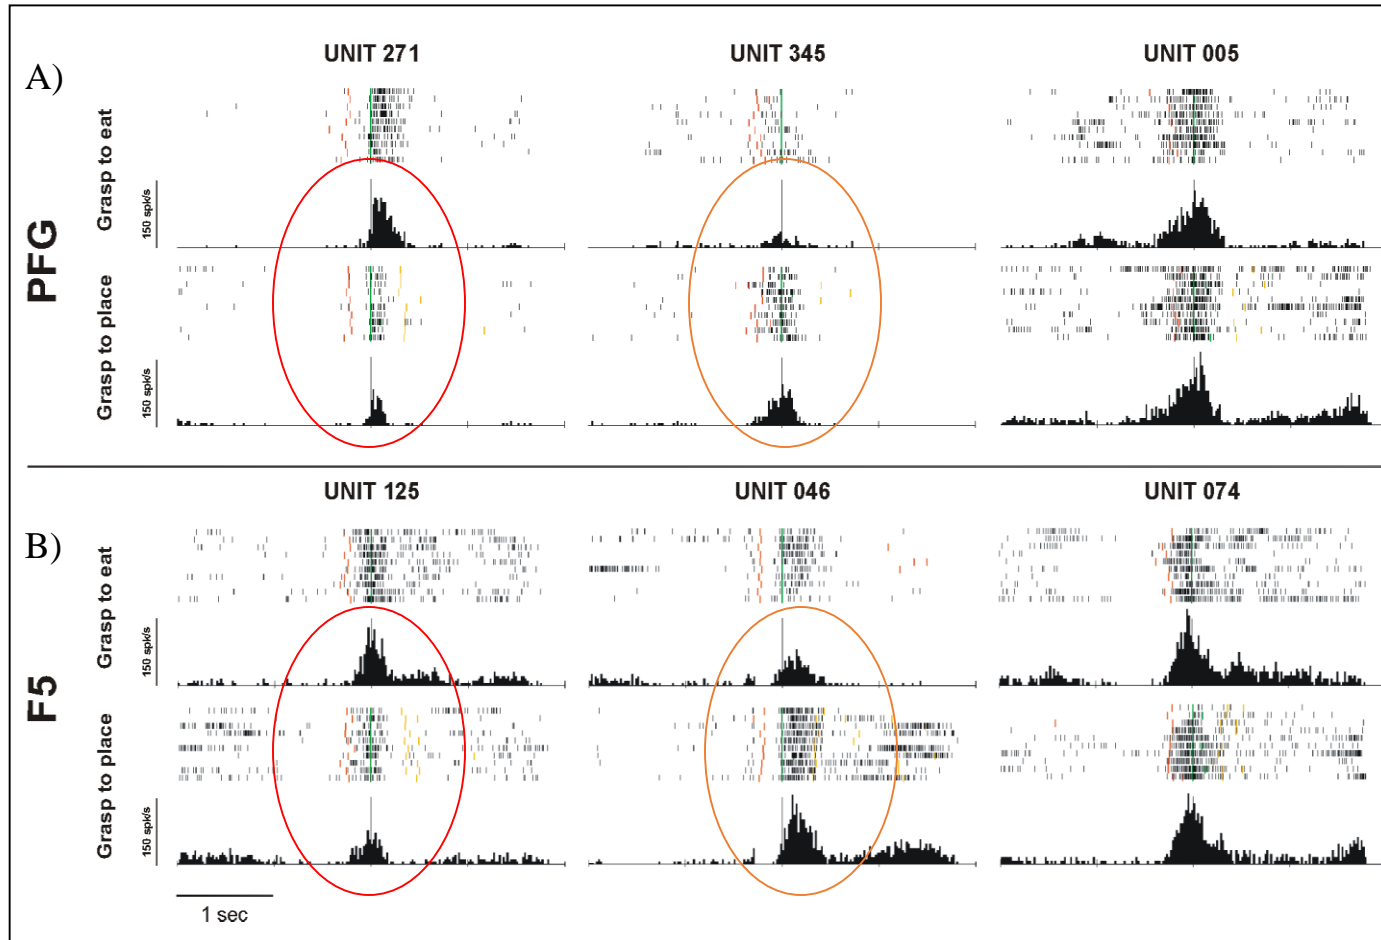 UNIT 271 UNIT 345 UNIT 005
A)
PFG
Grasp to eat
150 spk/s
Grasp to place
150 spk/s
UNIT 125 UNIT 046 UNIT 074
B)
F5
Grasp to eat
150 spk/s
Grasp to place
150 spk/s
1 sec